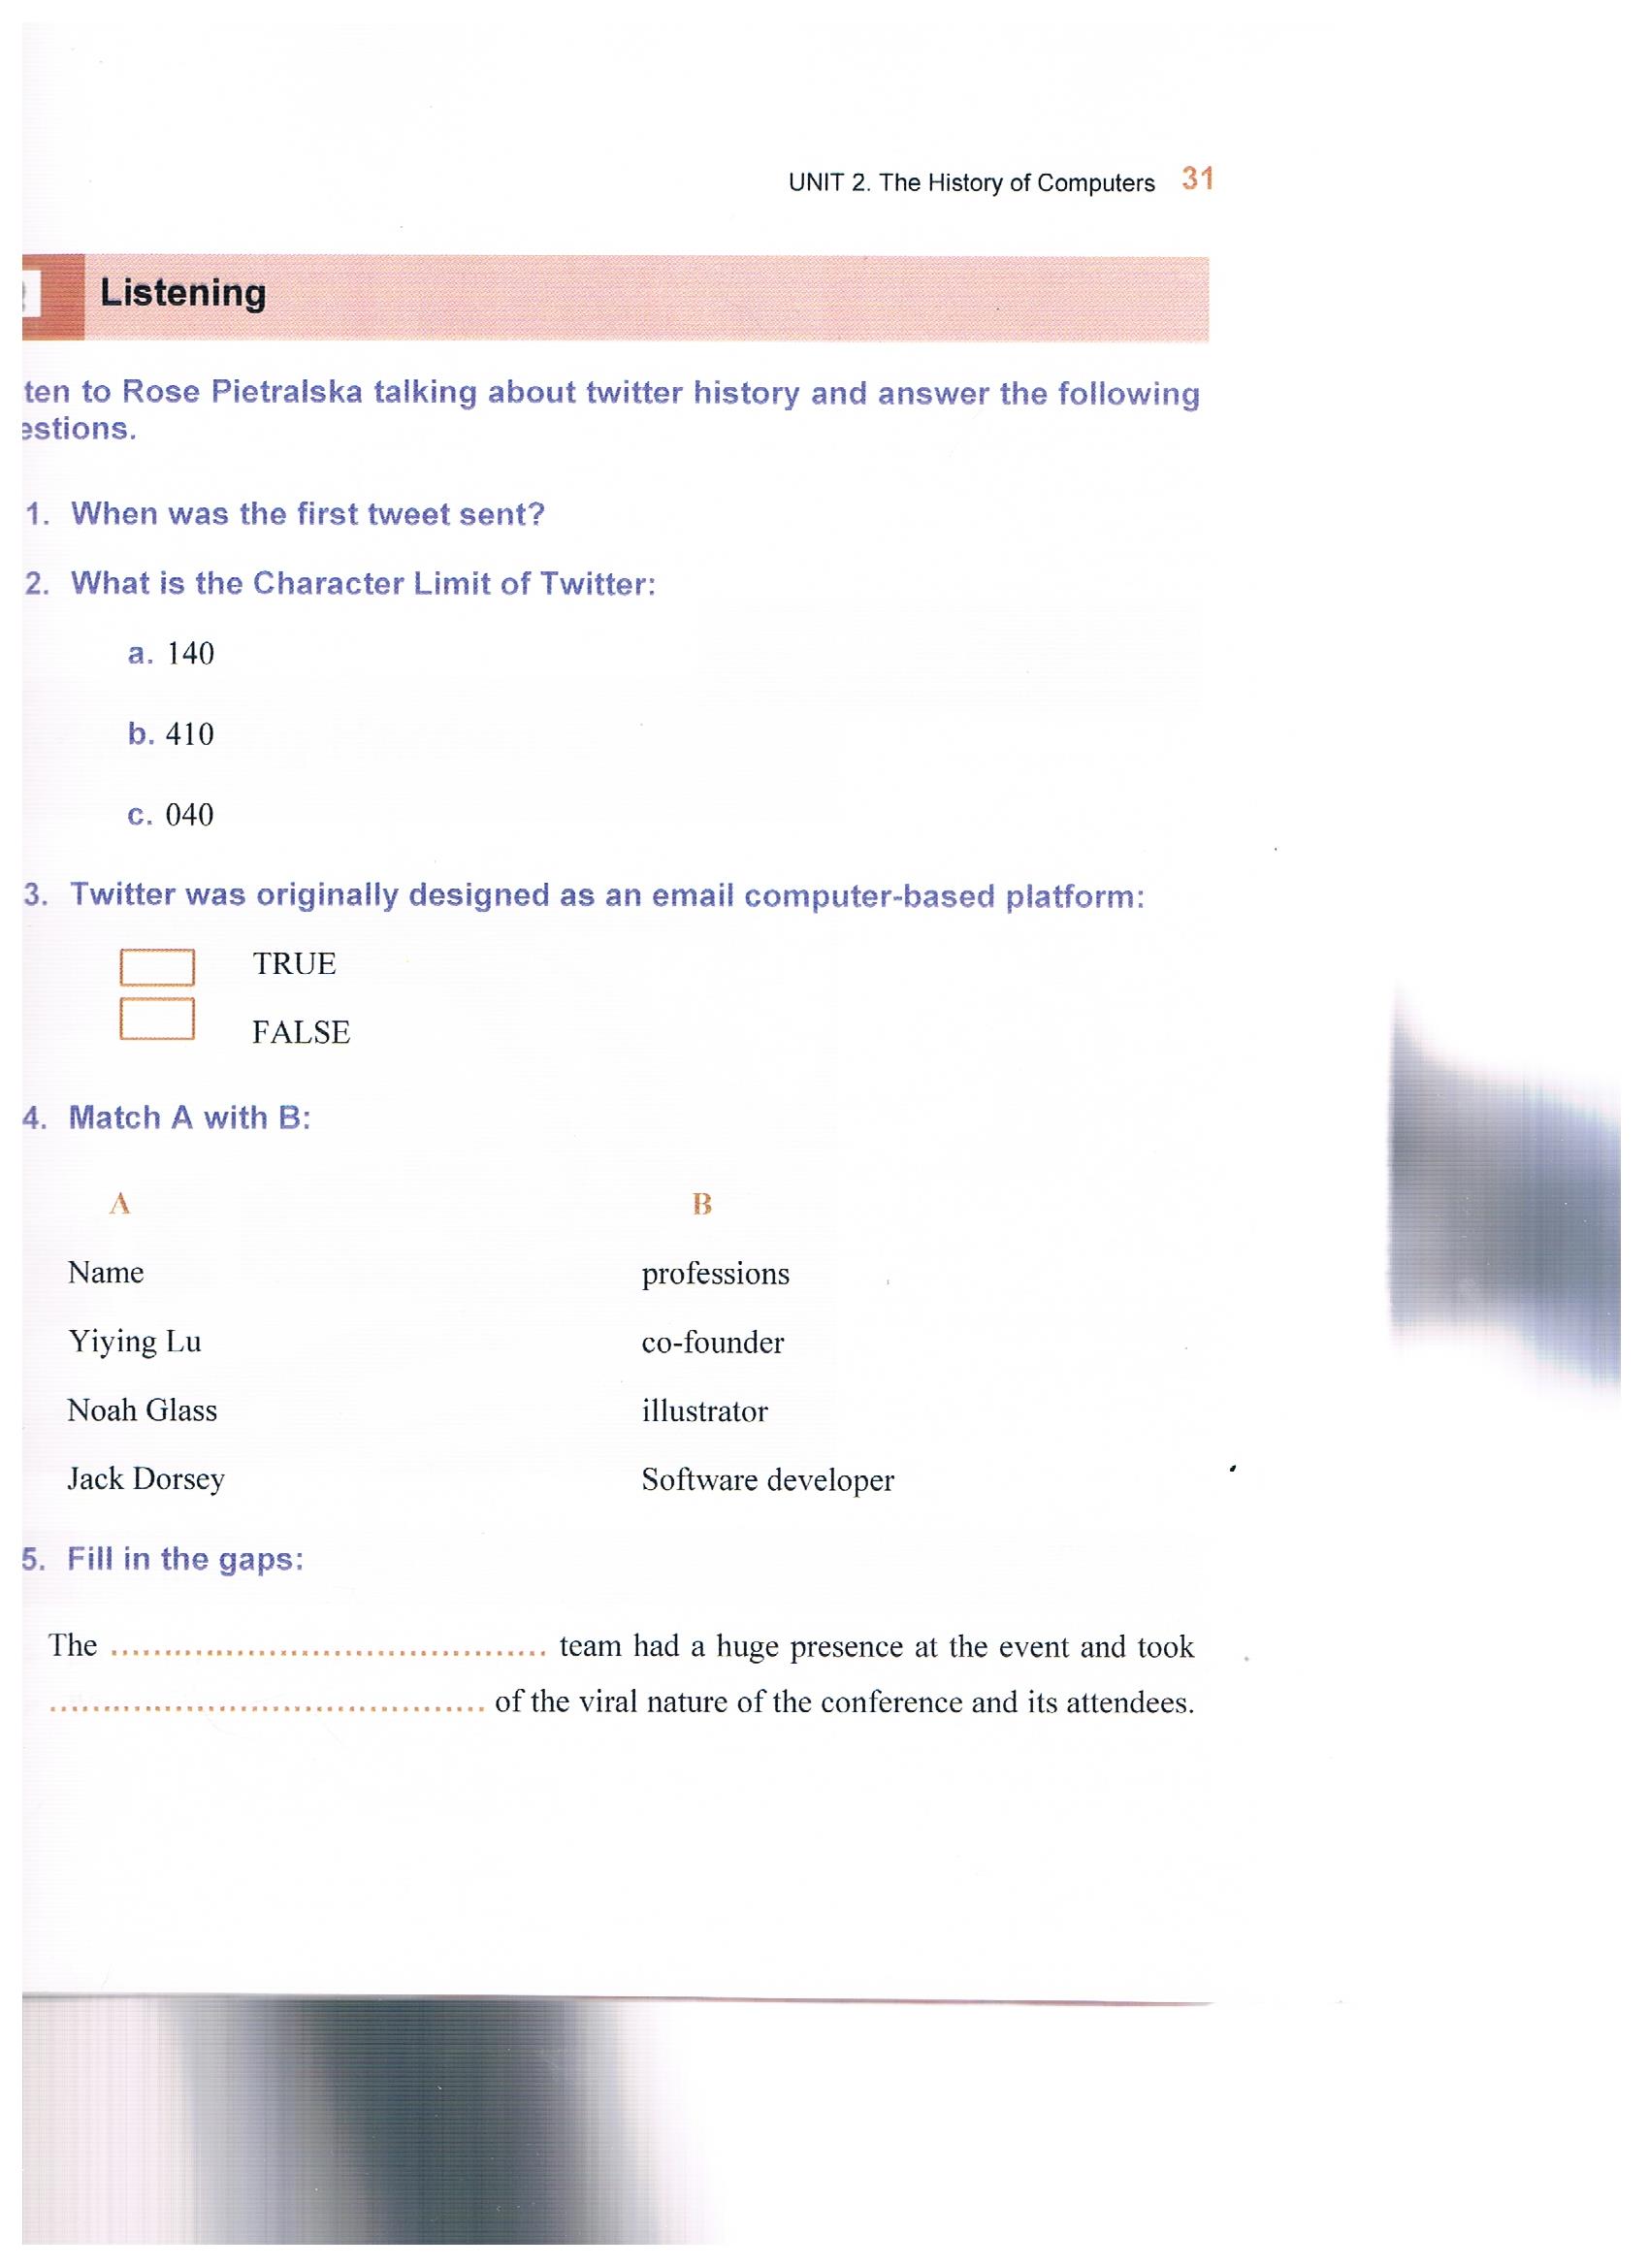 UNIT 2. The History of Computers 31
Listening
ten to Rose Pietralska talking about twitter history and answer the following
estions.
1. When was the first tweet sent?
2. What is the Character Limit of Twitter:
a. 140
b. 410
c. 040
3. Twitter was originally designed as an email computer-based platform:
TRUE
FALSE
4. Match A with B:
A B
Name professions
Yiying Lu co-founder
Noah Glass illustrator
Jack Dorsey Software developer
5. Fill in the gaps:
The ........................................ team had a huge presence at the event and took
........................................ of the viral nature of the conference and its attendees.